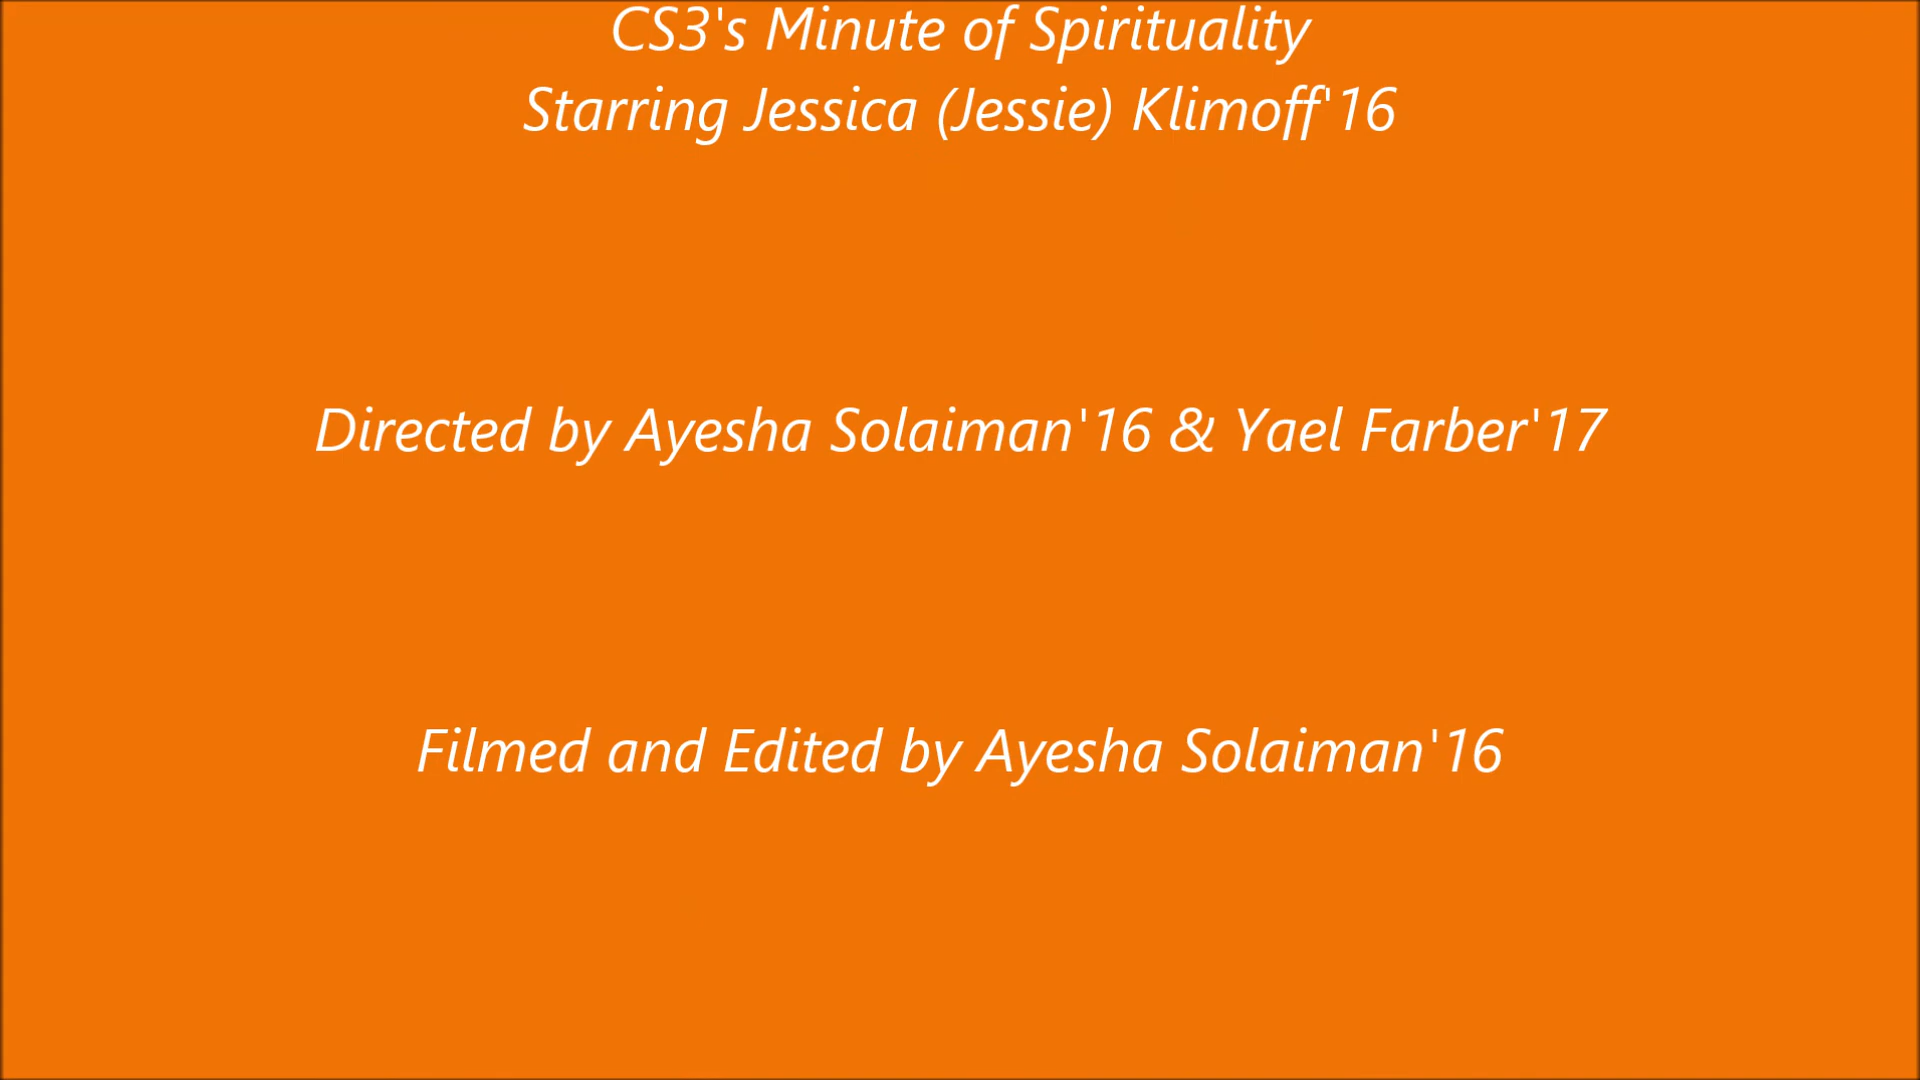 CS3's Minute of Spirituality
Starring Jessica (Jessie) Klimoff'16
Directed by Ayesha Solaiman'16 & Yael Farber'17
Filmed and Edited by Ayesha Solaiman'16